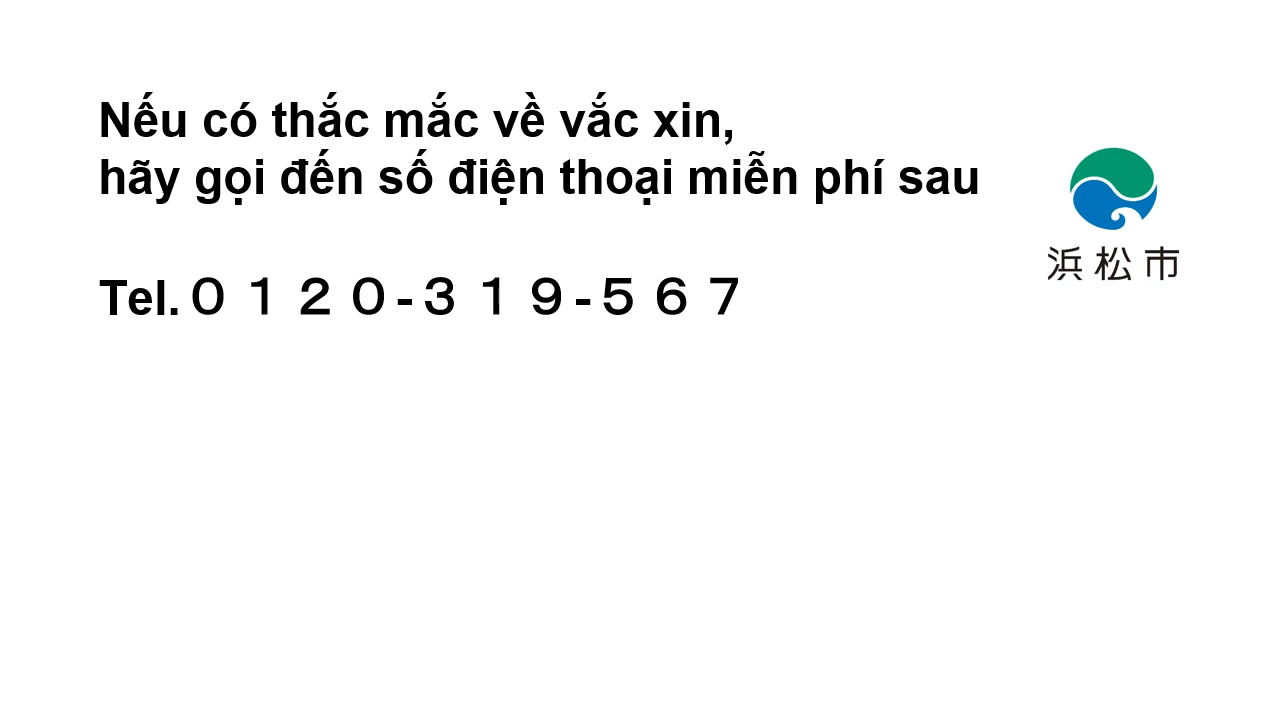 Nếu có thắc mắc về vắc xin,
hãy gọi đến số điện thoại miễn phí sau
浜松市
Tel.０１２０-３１９-５６７